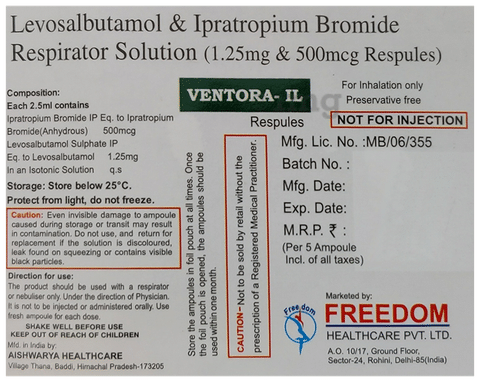 Levosalbutamol & Ipratropium Bromide
Respirator Solution (1.25mg & 500mcg Respules)
Composition:
Each 2.5ml contains
Ipratropium Bromide IP Eq. to Ipratropium
Bromide(Anhydrous) 500mcg
Levosalbutamol Sulphate IP
Eq. to Levosalbutamol 1.25mg
In an Isotonic Solution q.s
Storage: Store below 25°C.
Protect from light, do not freeze.
Caution: Even invisible damage to ampoule
caused during storage or transit may result
in contamination. Do not use, and return for
replacement if the solution is discoloured,
leak found on squeezing or contains visible
black particles.
Direction for use:
The product should be used with a respirator
or nebuliser only. Under the direction of Physician.
It is not to be injected or administered orally. Use
fresh ampoule for each dose.
SHAKE WELL BEFORE USE
KEEP OUT OF REACH OF CHILDREN
Mfd. in India by:
AISHWARYA HEALTHCARE
Village Thana, Baddi, Himachal Pradesh-173205
VENTORA- IL
Respules
Store the ampoules in foil pouch at all times. Once
the foil pouch is opened, the ampoules should be
used within one month.
CAUTION- Not to be sold by retail without the
prescription of a Registered Medical Practitioner.
For Inhalation only
Preservative free
NOT FOR INJECTION
Mfg. Lic. No. :MB/06/355
Batch No. :
Mfg. Date:
Exp. Date:
M.R.P. ₹ :
(Per 5 Ampoule
Incl. of all taxes)
Marketed by:
Freedom
FREEDOM
HEALTHCARE PVT. LTD.
A.O. 10/17, Ground Floor,
Sector-24, Rohini, Delhi-85(India)